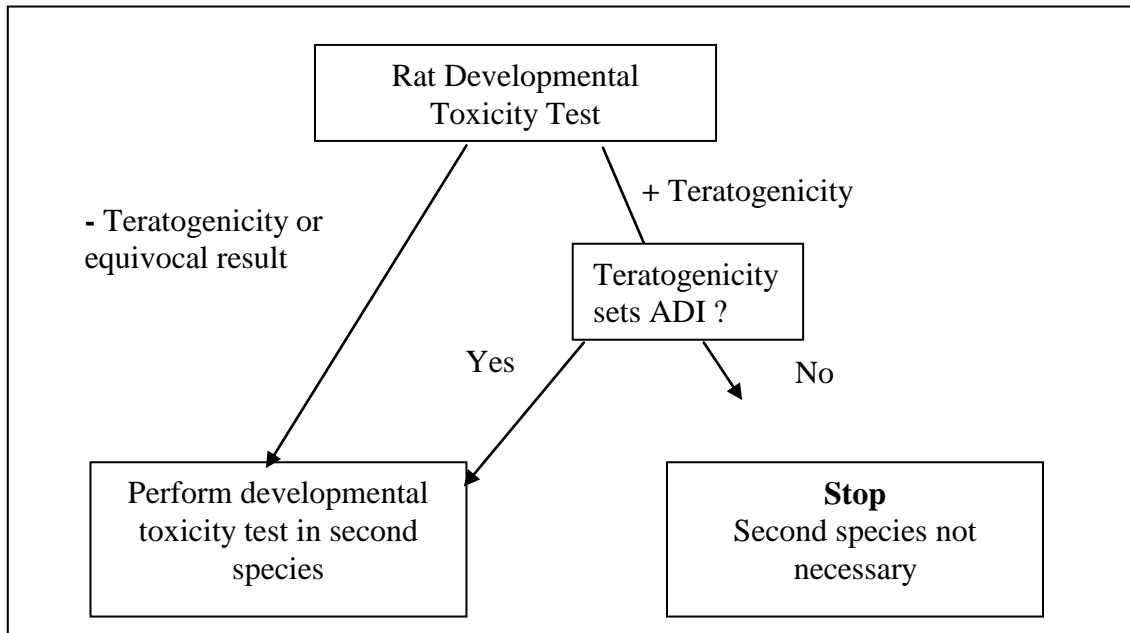 Rat Developmental
Toxicity Test
+ Teratogenicity
- Teratogenicity or
equivocal result
Teratogenicity
sets ADI ?
Yes
No
Perform developmental
toxicity test in second
species
Stop
Second species not
necessary